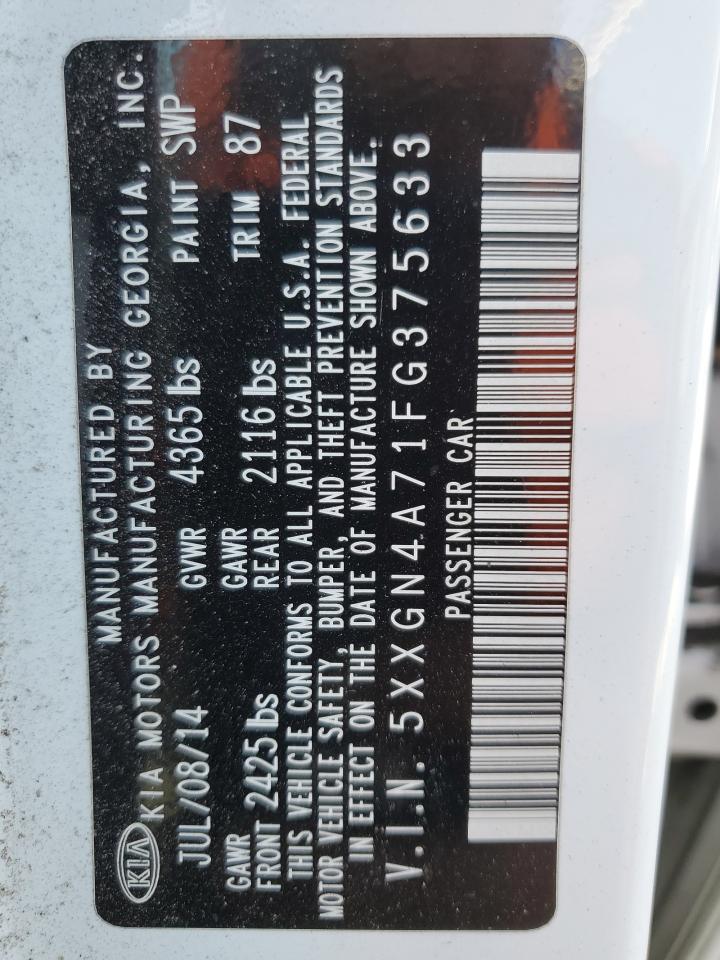 MANUFACTURED BY
KIA KIA MOTORS MANUFACTURING GEORGIA, INC.
JUL/08/14 GVWR 4365 lbs PAINT SWP
GAWR FRONT 2425 lbs GAWR REAR 2116 lbs TRIM 87
THIS VEHICLE CONFORMS TO ALL APPLICABLE U.S.A. FEDERAL
MOTOR VEHICLE SAFETY, BUMPER, AND THEFT PREVENTION STANDARDS
IN EFFECT ON THE DATE OF MANUFACTURE SHOWN ABOVE.
V.I.N. 5XXGN4A71FG375633
PASSENGER CAR